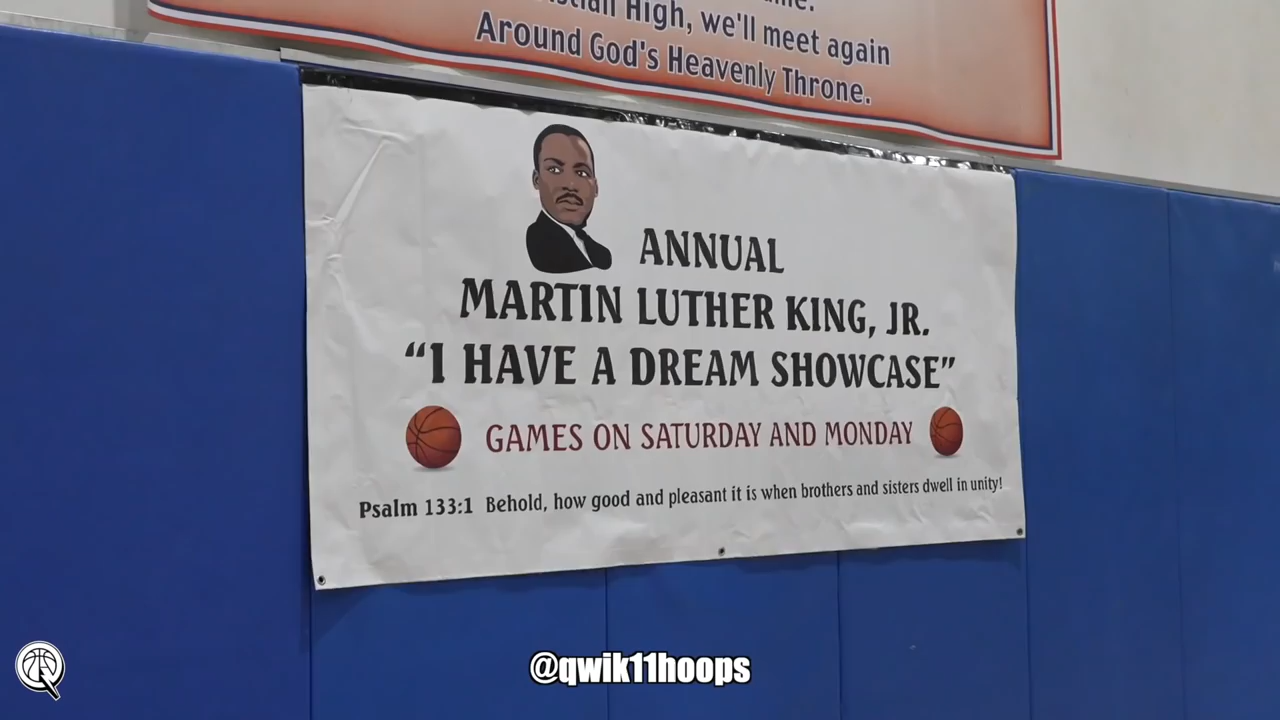 High, we'll meet again
Around God's Heavenly Throne.
ANNUAL
MARTIN LUTHER KING, JR.
“I HAVE A DREAM SHOWCASE”
GAMES ON SATURDAY AND MONDAY
Psalm 133:1 Behold, how good and pleasant it is when brothers and sisters dwell in unity!
@qwik11hoops